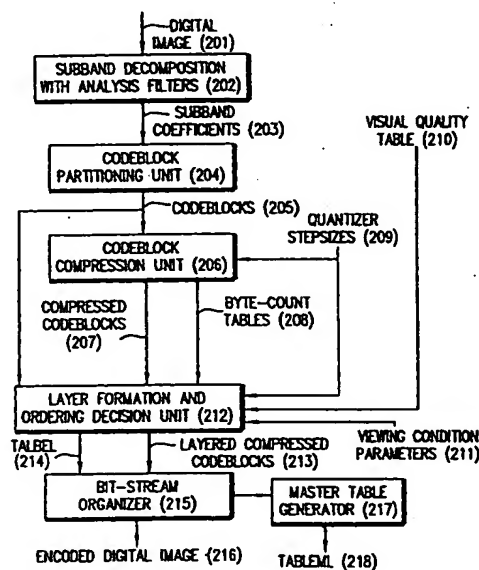 DIGITAL
IMAGE (201)
SUBBAND DECOMPOSITION
WITH ANALYSIS FILTERS (202)
SUBBAND
COEFFICIENTS (203)
VISUAL QUALITY
TABLE (210)
CODEBLOCK
PARTITIONING UNIT (204)
CODEBLOCKS (205)
QUANTIZER
STEPSIZES (209)
CODEBLOCK
COMPRESSION UNIT (206)
COMPRESSED
CODEBLOCKS
(207)
BYTE-COUNT
TABLES (208)
LAYER FORMATION AND
ORDERING DECISION UNIT (212)
TALBEL
(214)
LAYERED COMPRESSED
CODEBLOCKS (213)
VIEWING CONDITION
PARAMETERS (211)
BIT-STREAM
ORGANIZER (215)
MASTER TABLE
GENERATOR (217)
ENCODED DIGITAL IMAGE (216)
TABLEML (218)